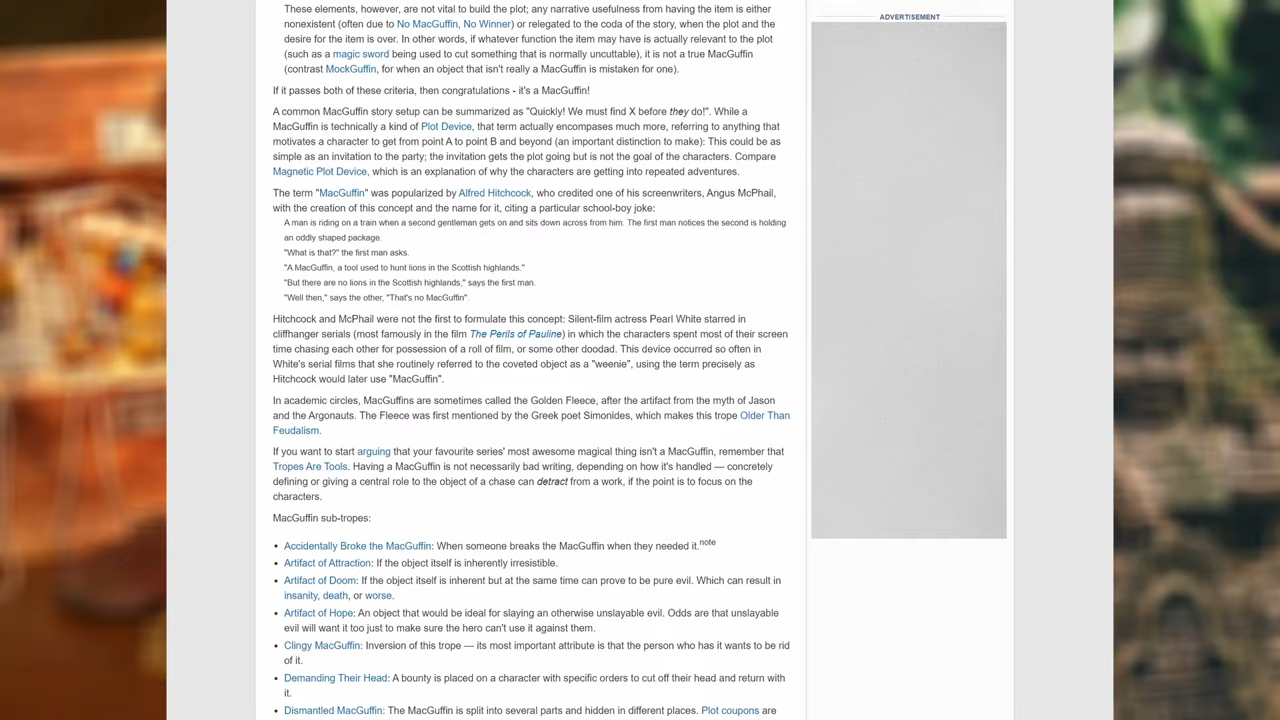 These elements, however, are not vital to build the plot; any narrative usefulness from having the item is either
nonexistent (often due to No MacGuffin, No Winner) or relegated to the coda of the story, when the plot and the
desire for the item is over. In other words, if whatever function the item may have is actually relevant to the plot
(such as a magic sword being used to cut something that is normally uncuttable), it is not a true MacGuffin
(contrast MockGuffin, for when an object that isn't really a MacGuffin is mistaken for one).
If it passes both of these criteria, then congratulations - it's a MacGuffin!
A common MacGuffin story setup can be summarized as "Quickly! We must find X before they do!". While a
MacGuffin is technically a kind of Plot Device, that term actually encompases much more, referring to anything that
motivates a character to get from point A to point B and beyond (an important distinction to make): This could be as
simple as an invitation to the party; the invitation gets the plot going but is not the goal of the characters. Compare
Magnetic Plot Device, which is an explanation of why the characters are getting into repeated adventures.
The term "MacGuffin" was popularized by Alfred Hitchcock, who credited one of his screenwriters, Angus McPhail,
with the creation of this concept and the name for it, citing a particular school-boy joke:
A man is riding on a train when a second gentleman gets on and sits down across from him. The first man notices the second is holding
an oddly shaped package.
"What is that?" the first man asks.
"A MacGuffin, a tool used to hunt lions in the Scottish highlands."
"But there are no lions in the Scottish highlands," says the first man.
"Well then," says the other, "That's no MacGuffin".
Hitchcock and McPhail were not the first to formulate this concept: Silent-film actress Pearl White starred in
cliffhanger serials (most famously in the film The Perils of Pauline) in which the characters spent most of their screen
time chasing each other for possession of a roll of film, or some other doodad. This device occurred so often in
White's serial films that she routinely referred to the coveted object as a "weenie", using the term precisely as
Hitchcock would later use "MacGuffin".
In academic circles, MacGuffins are sometimes called the Golden Fleece, after the artifact from the myth of Jason
and the Argonauts. The Fleece was first mentioned by the Greek poet Simonides, which makes this trope Older Than
Feudalism.
If you want to start arguing that your favourite series' most awesome magical thing isn't a MacGuffin, remember that
Tropes Are Tools. Having a MacGuffin is not necessarily bad writing, depending on how it's handled — concretely
defining or giving a central role to the object of a chase can detract from a work, if the point is to focus on the
characters.
MacGuffin sub-tropes:
• Accidentally Broke the MacGuffin: When someone breaks the MacGuffin when they needed it.note
• Artifact of Attraction: If the object itself is inherently irresistible.
• Artifact of Doom: If the object itself is inherent but at the same time can prove to be pure evil. Which can result in
insanity, death, or worse.
• Artifact of Hope: An object that would be ideal for slaying an otherwise unslayable evil. Odds are that unslayable
evil will want it too just to make sure the hero can't use it against them.
• Clingy MacGuffin: Inversion of this trope — its most important attribute is that the person who has it wants to be rid
of it.
• Demanding Their Head: A bounty is placed on a character with specific orders to cut off their head and return with
it.
• Dismantled MacGuffin: The MacGuffin is split into several parts and hidden in different places. Plot coupons are
ADVERTISEMENT